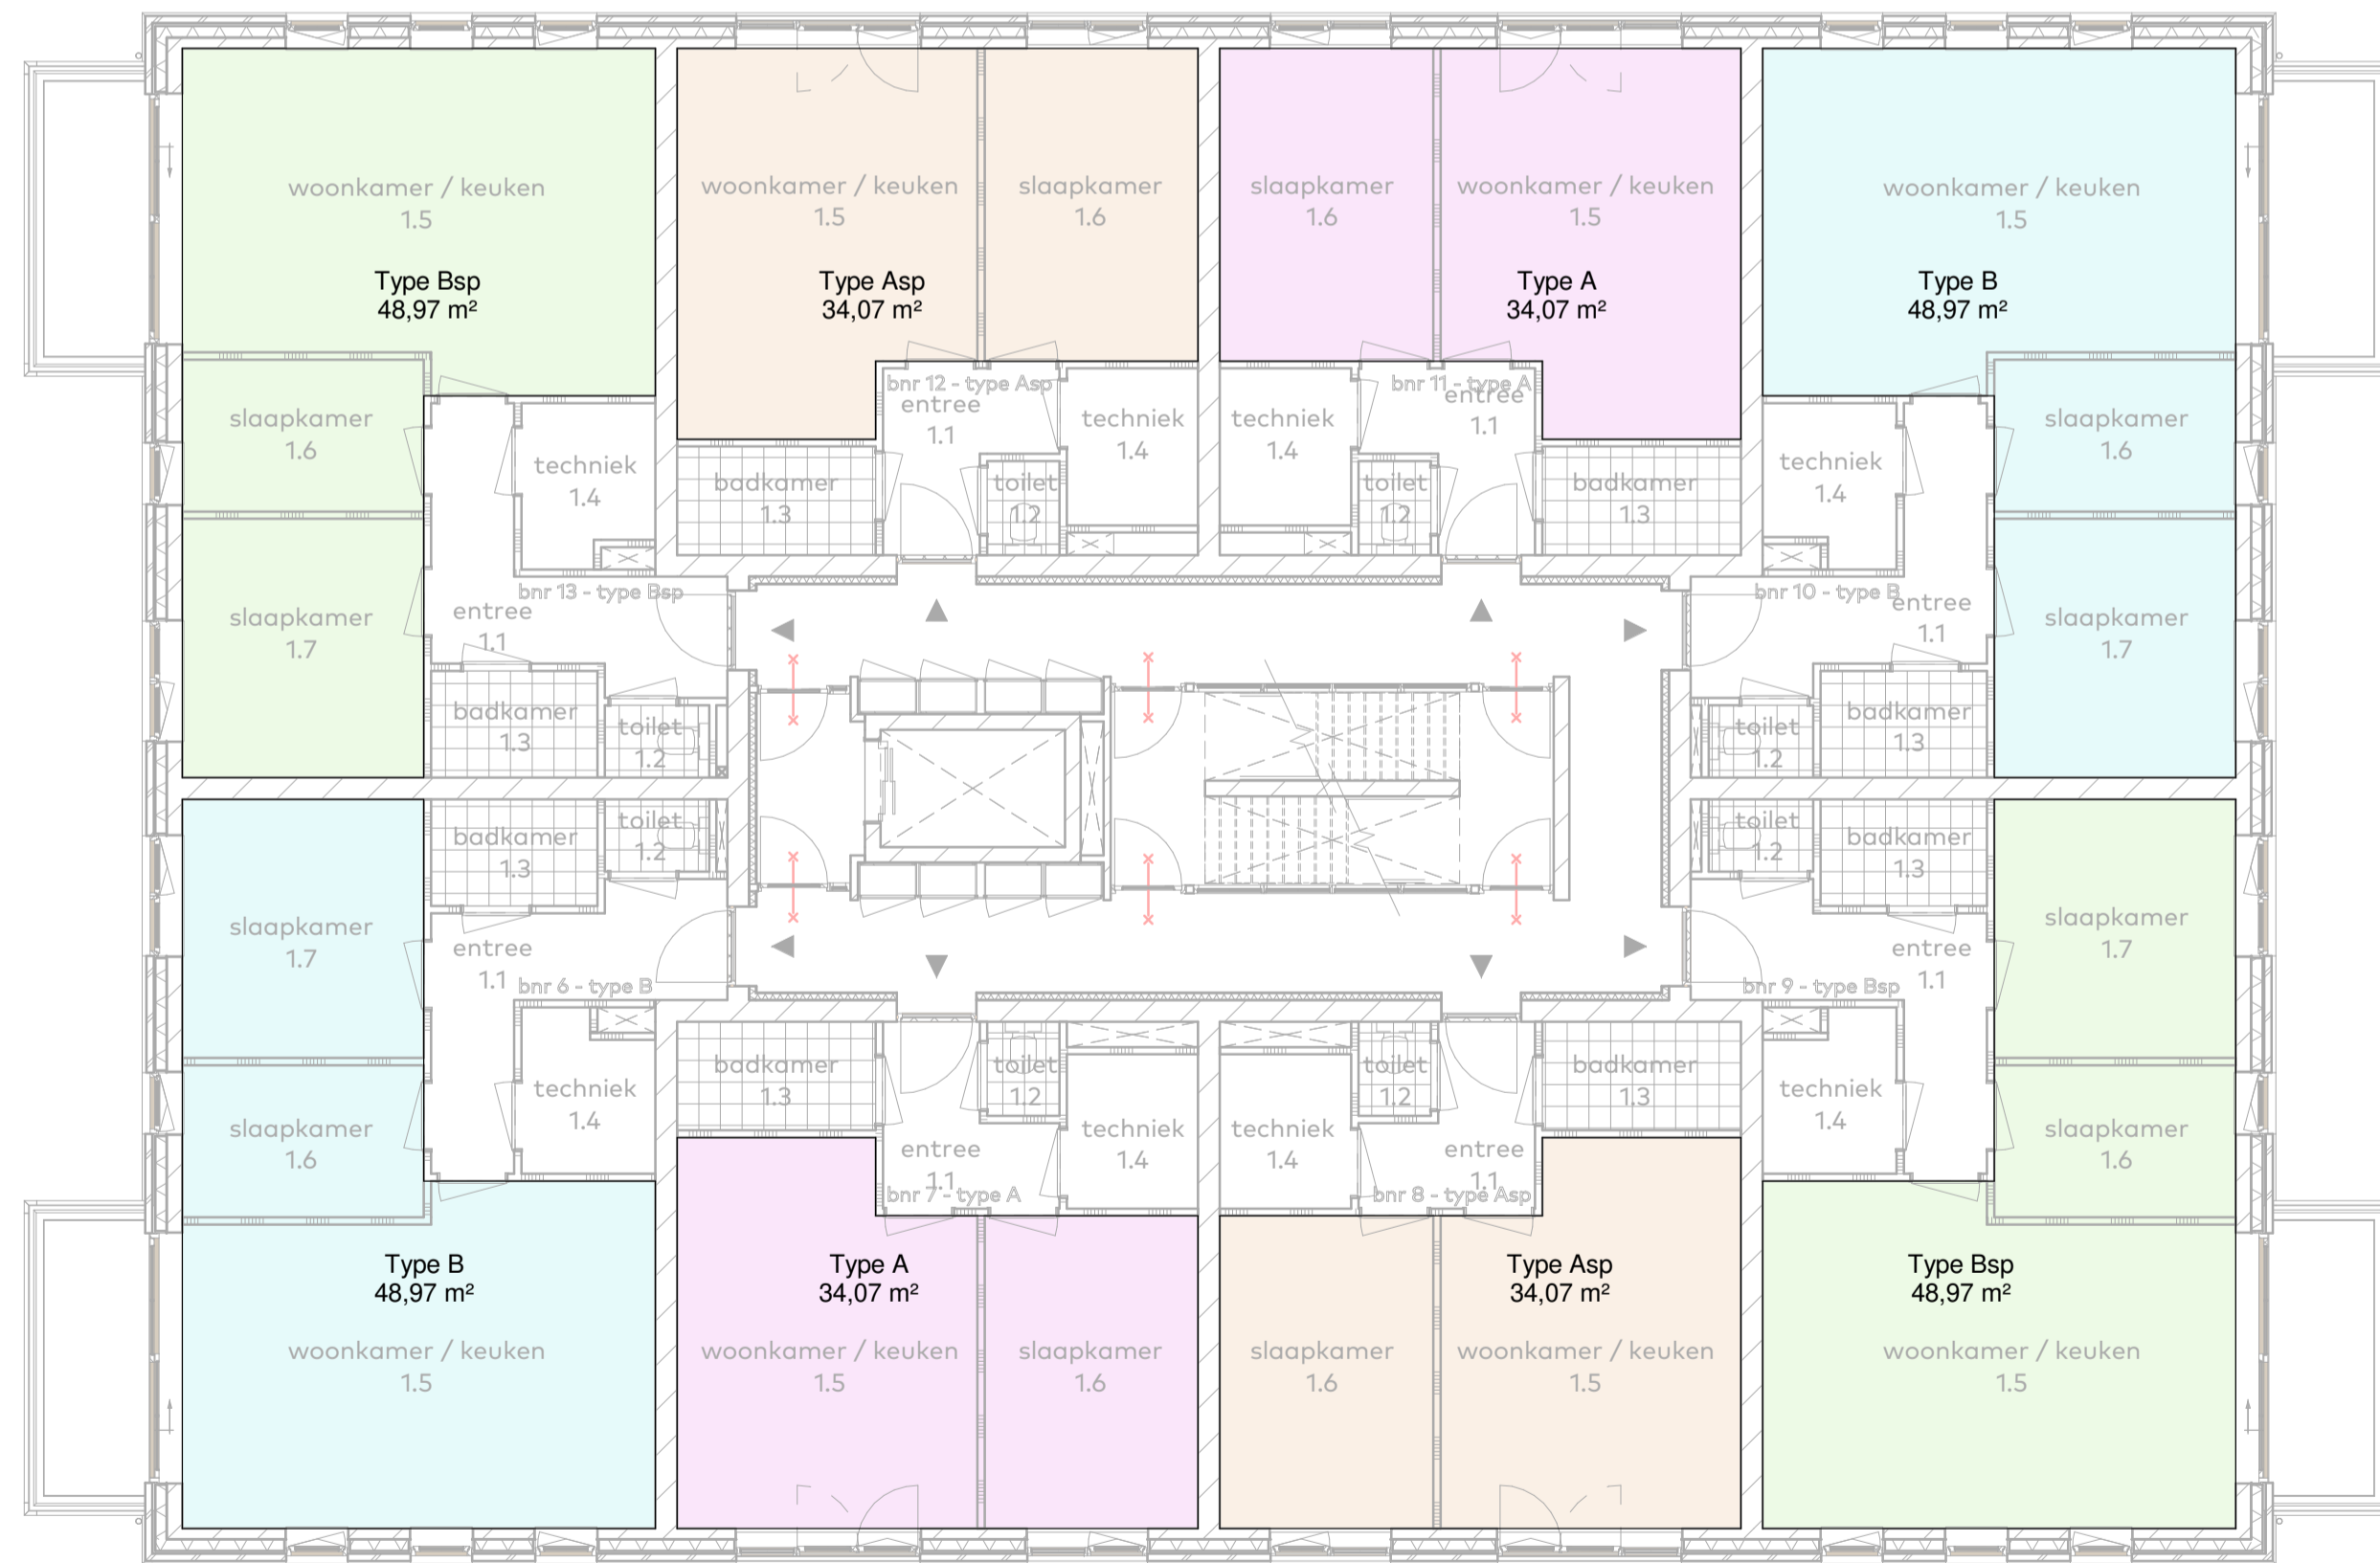 woonkamer / keuken
1.5
Type Bsp
48,97 m²
slaapkamer
1.6
slaapkamer
1.7
techniek
1.4
bnr 13 - type Bsp
entree
1.1
badkamer
1.3
toilet
1.2
woonkamer / keuken
1.5
slaapkamer
1.6
Type Asp
34,07 m²
bnr 12 - type Asp
entree
1.1
techniek
1.4
badkamer
1.3
toilet
1.2
slaapkamer
1.6
woonkamer / keuken
1.5
Type A
34,07 m²
bnr 11 - type A
entree
1.1
techniek
1.4
toilet
1.2
badkamer
1.3
woonkamer / keuken
1.5
Type B
48,97 m²
slaapkamer
1.6
techniek
1.4
slaapkamer
1.7
bnr 10 - type B
entree
1.1
toilet
1.2
badkamer
1.3
badkamer
1.3
toilet
1.2
slaapkamer
1.7
entree
1.1
bnr 6 - type B
techniek
1.4
slaapkamer
1.6
Type B
48,97 m²
woonkamer / keuken
1.5
badkamer
1.3
toilet
1.2
techniek
1.4
entree
1.1
bnr 7 - type A
Type A
34,07 m²
woonkamer / keuken
1.5
slaapkamer
1.6
techniek
1.4
toilet
1.2
badkamer
1.3
entree
1.1
bnr 8 - type Asp
Type Asp
34,07 m²
slaapkamer
1.6
woonkamer / keuken
1.5
toilet
1.2
badkamer
1.3
slaapkamer
1.7
entree
1.1
bnr 9 - type Bsp
techniek
1.4
slaapkamer
1.6
Type Bsp
48,97 m²
woonkamer / keuken
1.5